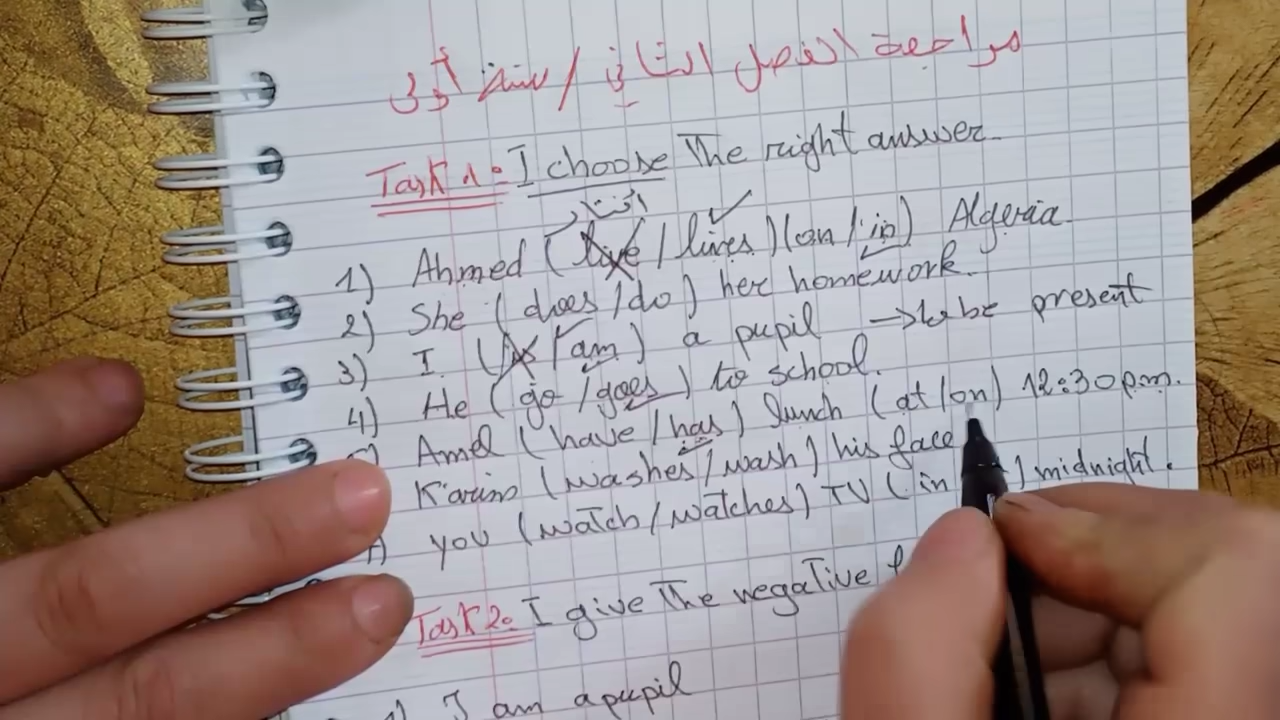 مراجعة الفصل الثاني / سنة أولى
Task 1: I choose The right answer.
اختار
1) Ahmed (live / lives) (on / in) Algeria.
2) She (does / do) her homework.
3) I (is / am) a pupil → to be present
4) He (go / goes) to school.
Amel (have / has) lunch (at / on) 12:30 p.m.
Karim (washes / wash) his face
you (watch / watches) TV (in ) midnight.
Task 2: I give The negative
1) I am a pupil